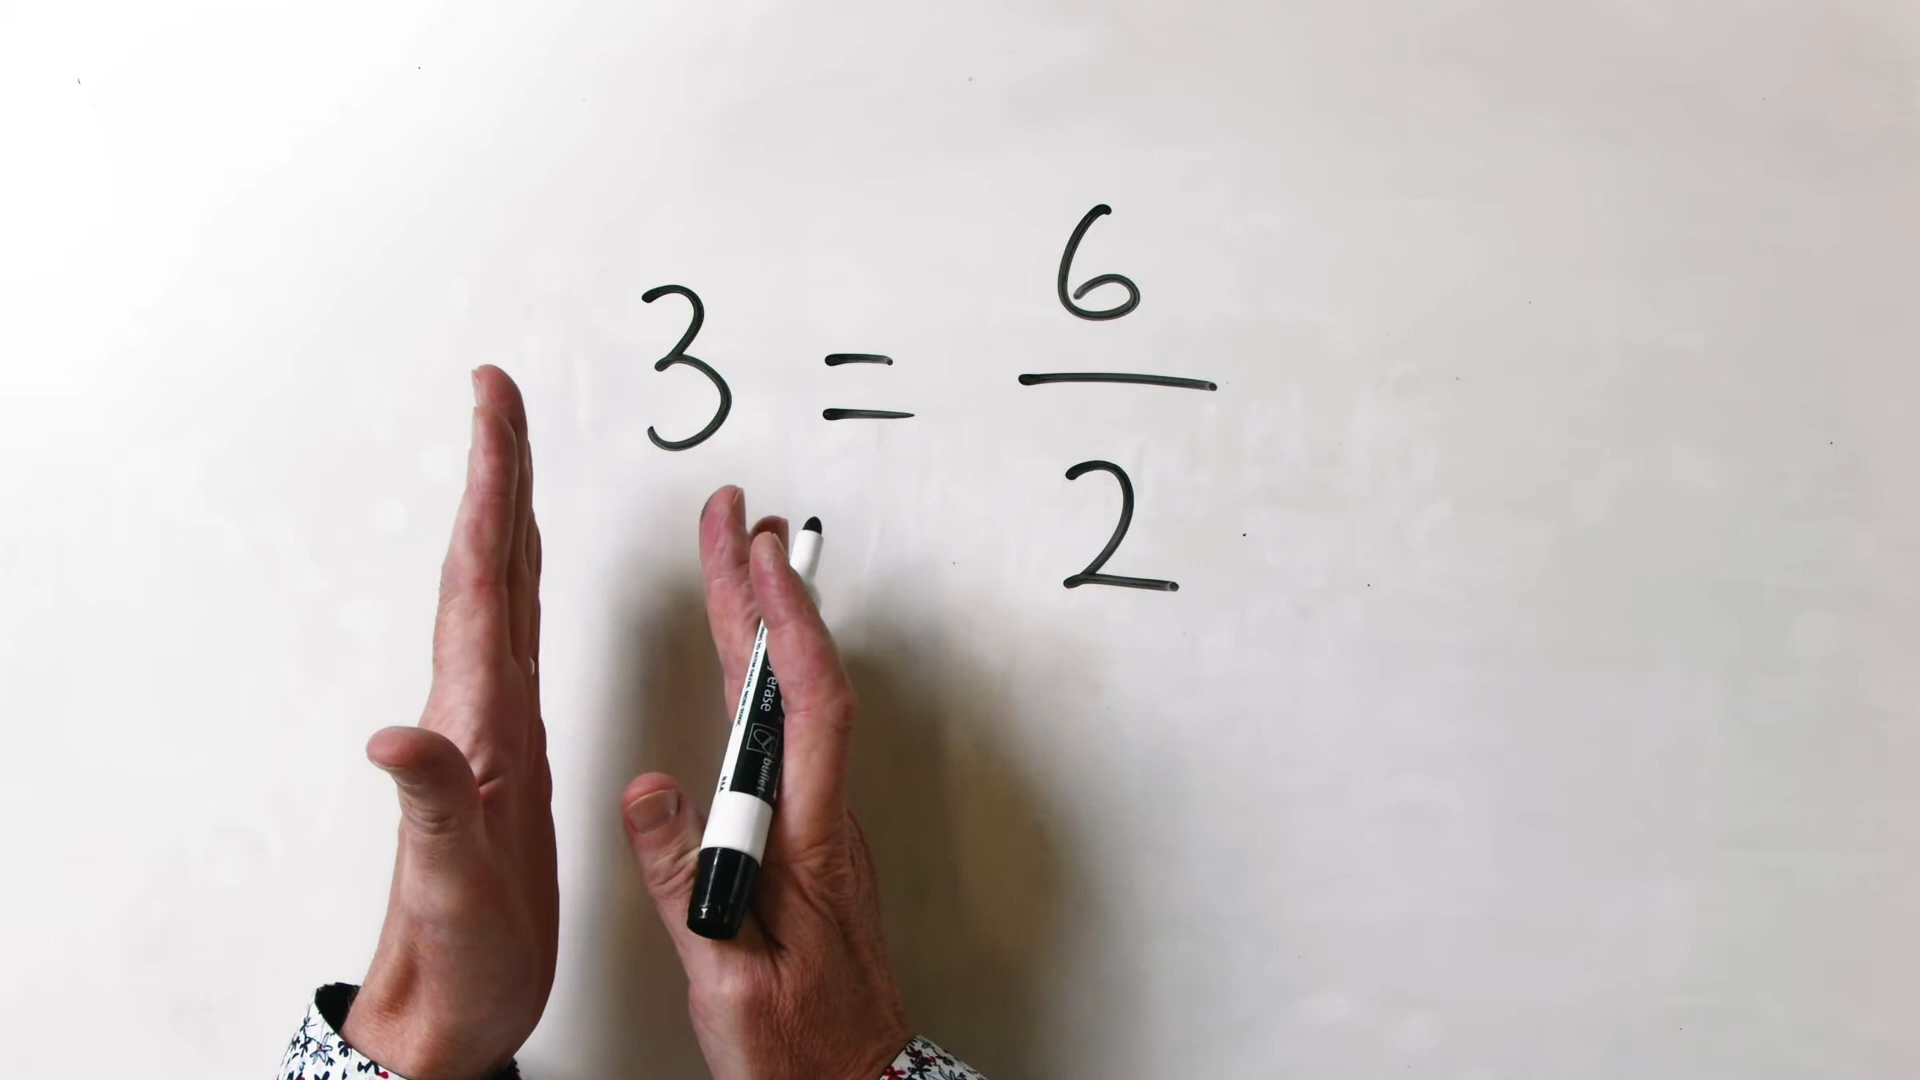 3 = 6/2
erase
bullet